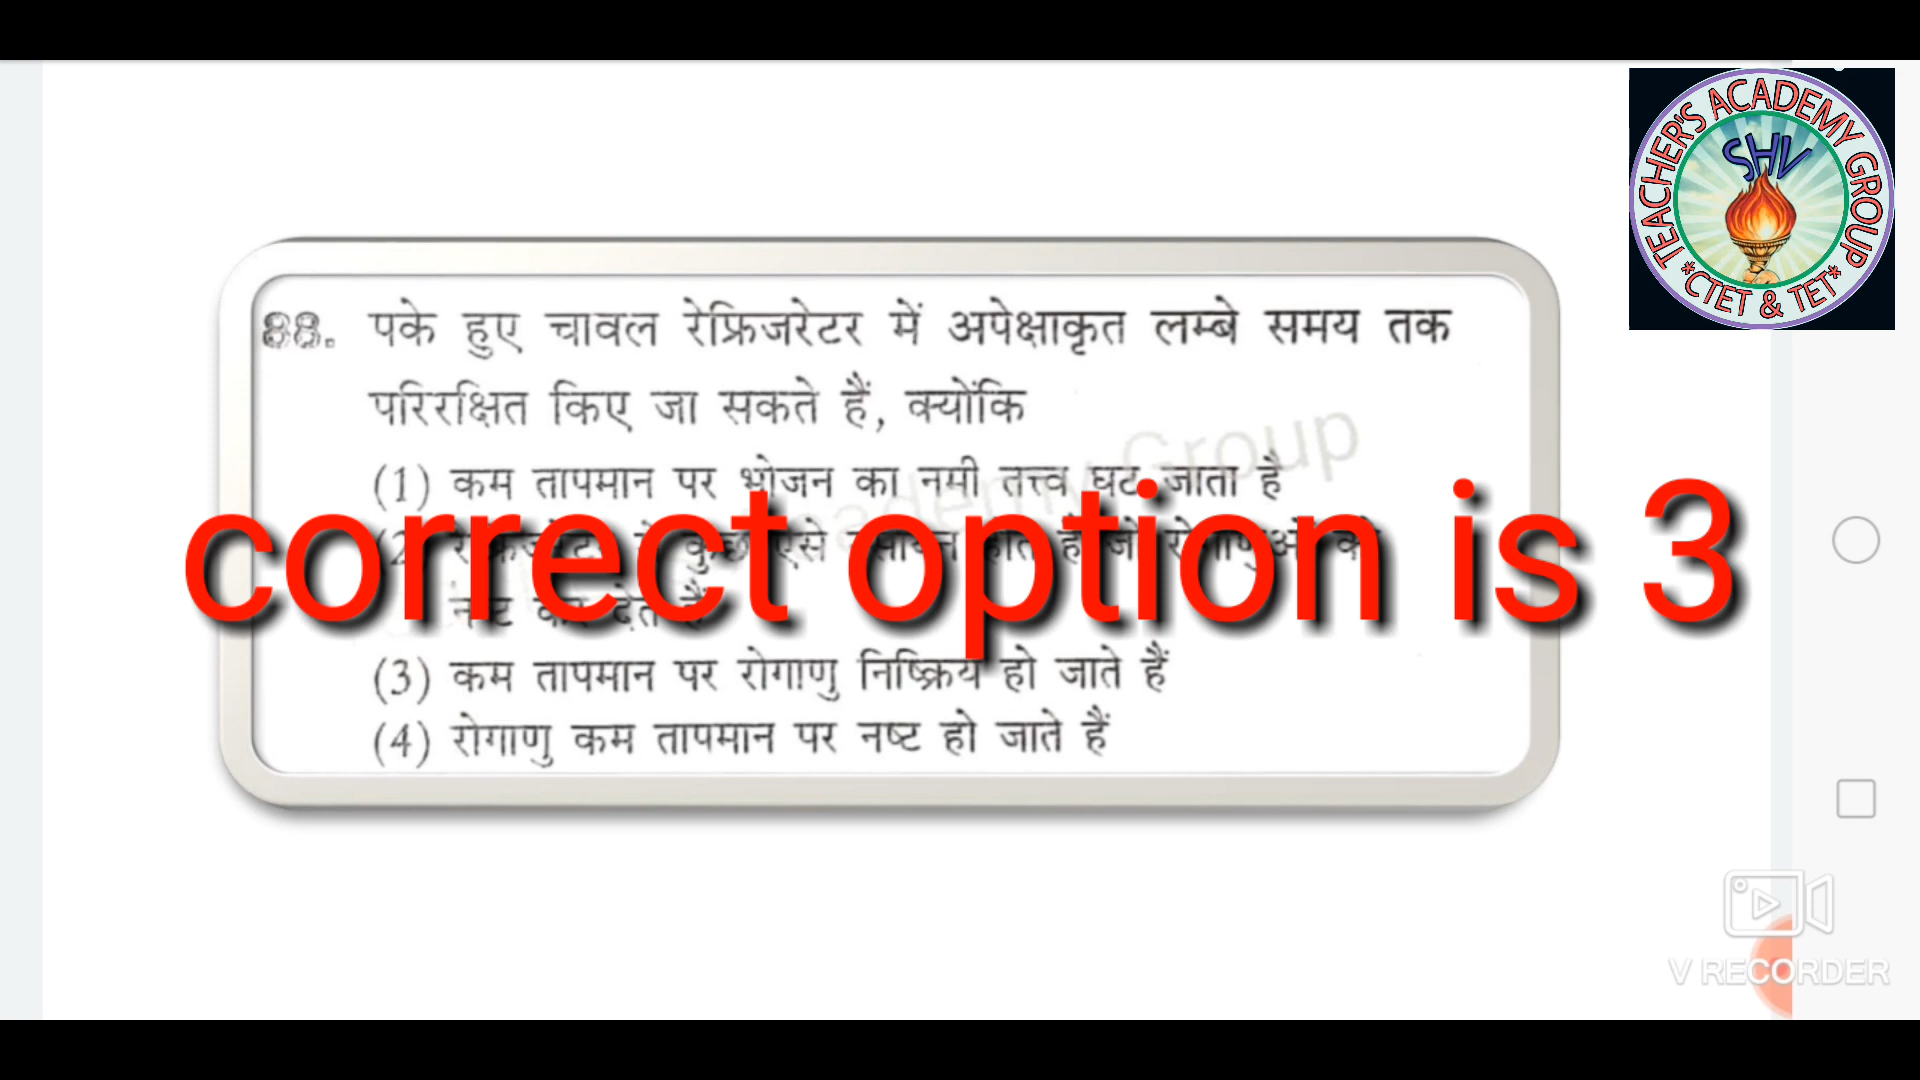 TEACHER'S ACADEMY GROUP
SHV
*CTET & TET*
88. पके हुए चावल रेफ्रिजरेटर में अपेक्षाकृत लम्बे समय तक
परिरक्षित किए जा सकते हैं, क्योंकि
Group
(1) कम तापमान पर भोजन का नमी तत्त्व घट जाता है
correct option is 3
(3) कम तापमान पर रोगाणु निष्क्रिय हो जाते हैं
(4) रोगाणु कम तापमान पर नष्ट हो जाते हैं
V RECORDER